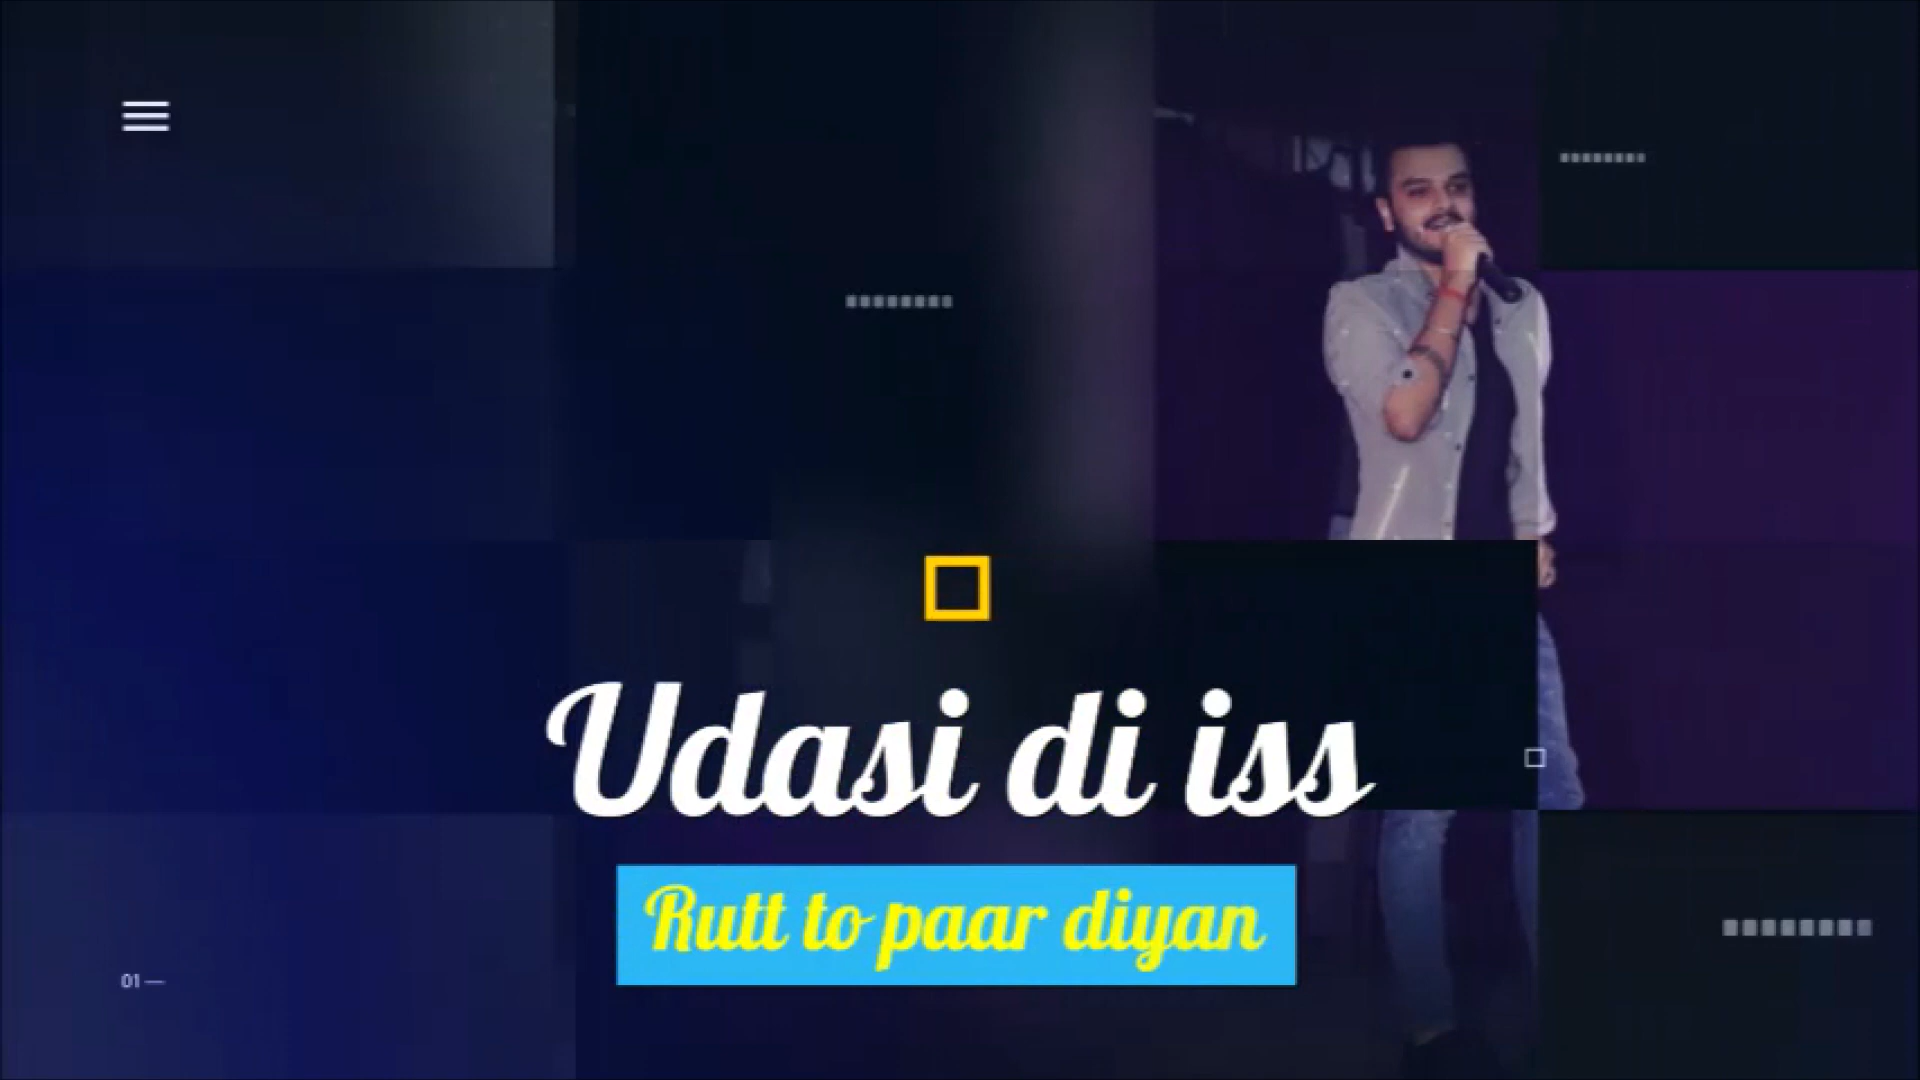 Udasi di iss
Rutt to paar diyan
01 —